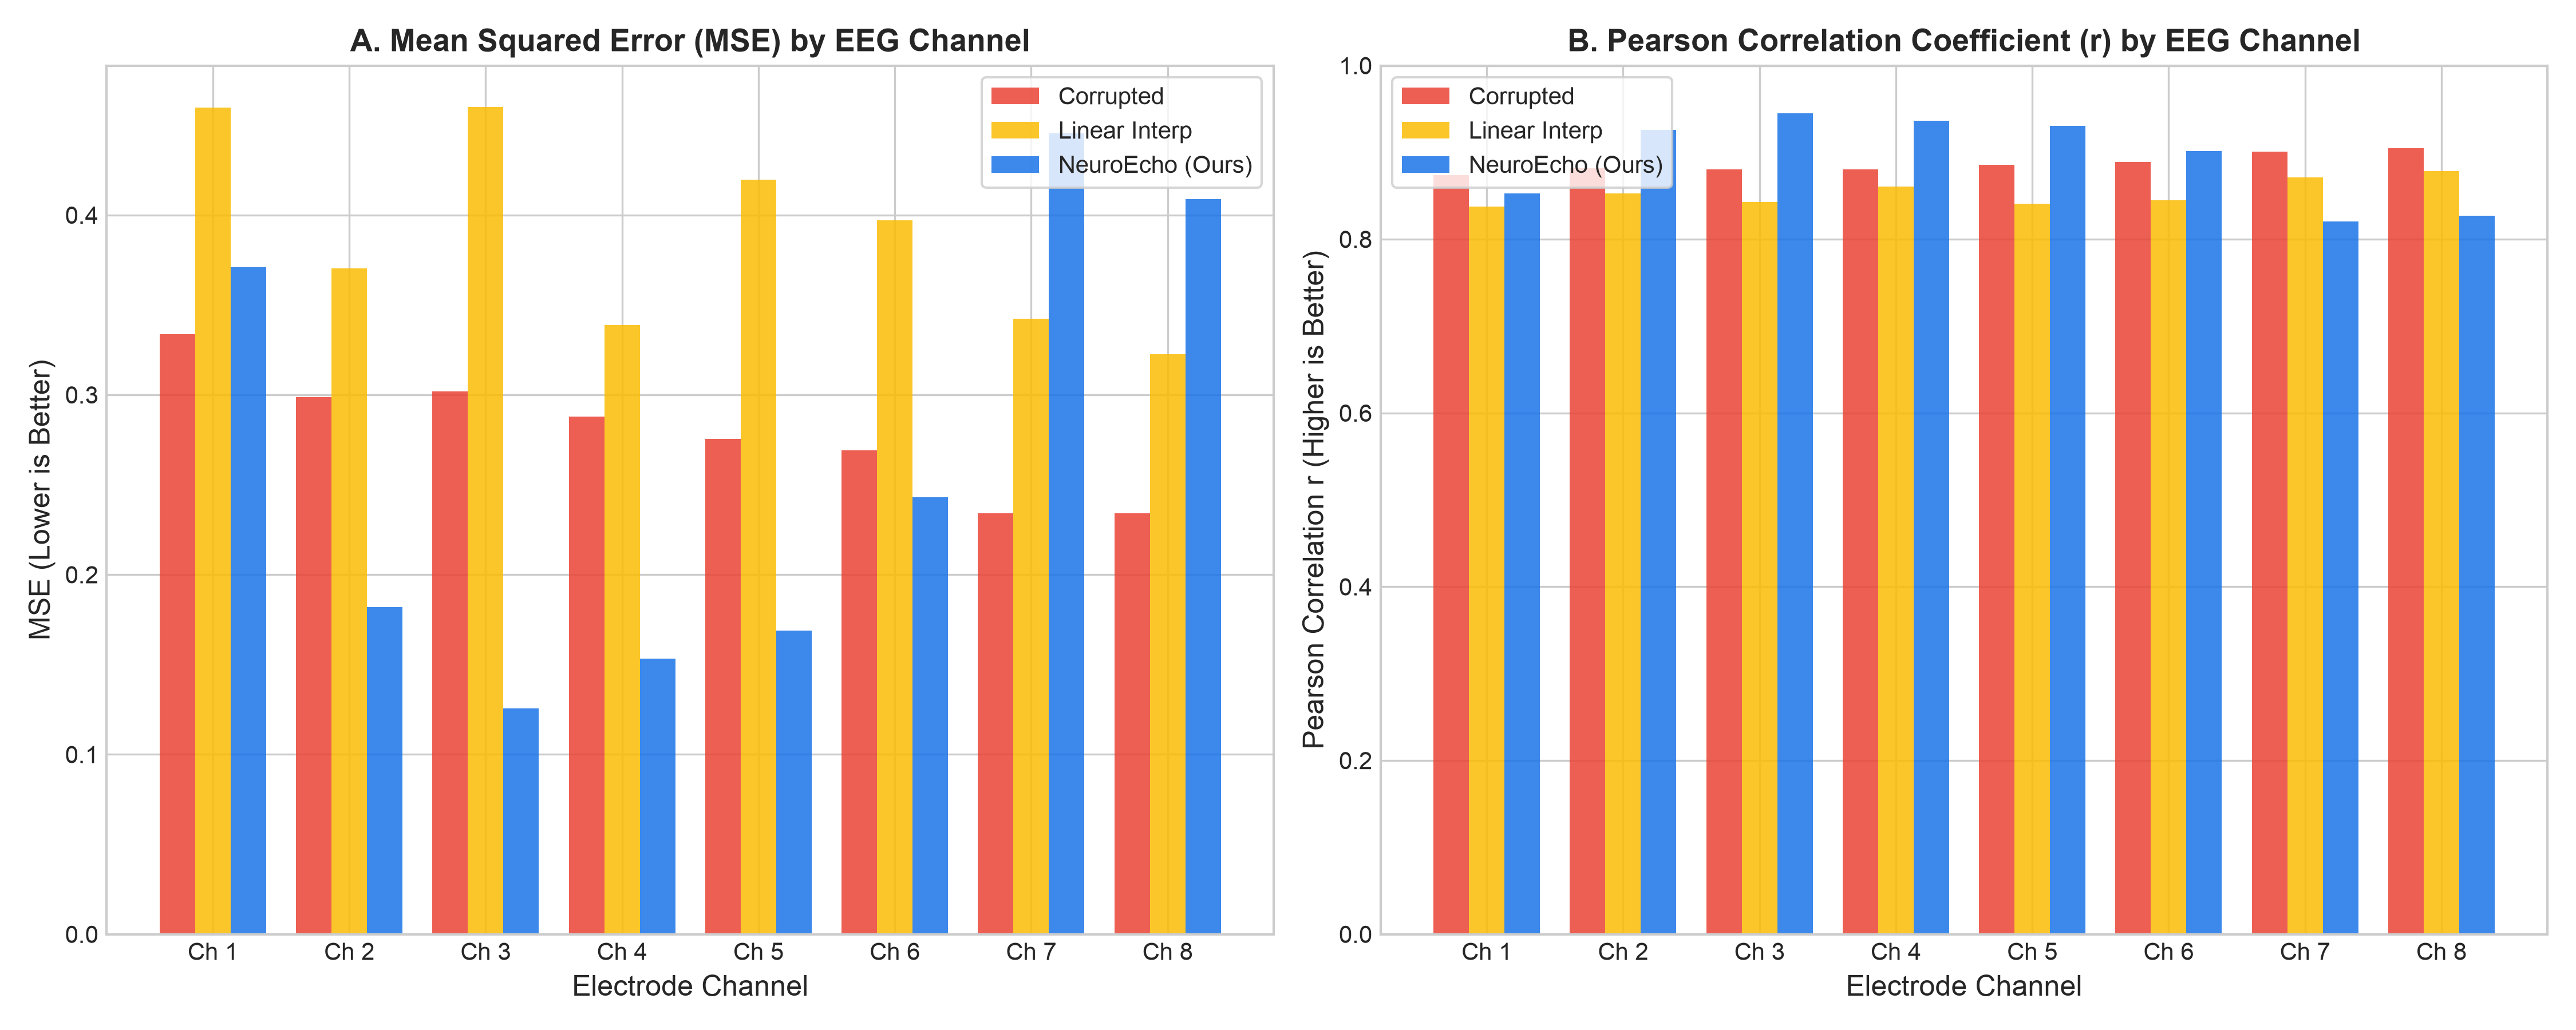 A. Mean Squared Error (MSE) by EEG Channel
MSE (Lower is Better)
0.4
0.3
0.2
0.1
0.0
Corrupted
Linear Interp
NeuroEcho (Ours)
Ch 1 Ch 2 Ch 3 Ch 4 Ch 5 Ch 6 Ch 7 Ch 8
Electrode Channel
B. Pearson Correlation Coefficient (r) by EEG Channel
Pearson Correlation r (Higher is Better)
1.0
0.8
0.6
0.4
0.2
0.0
Corrupted
Linear Interp
NeuroEcho (Ours)
Ch 1 Ch 2 Ch 3 Ch 4 Ch 5 Ch 6 Ch 7 Ch 8
Electrode Channel